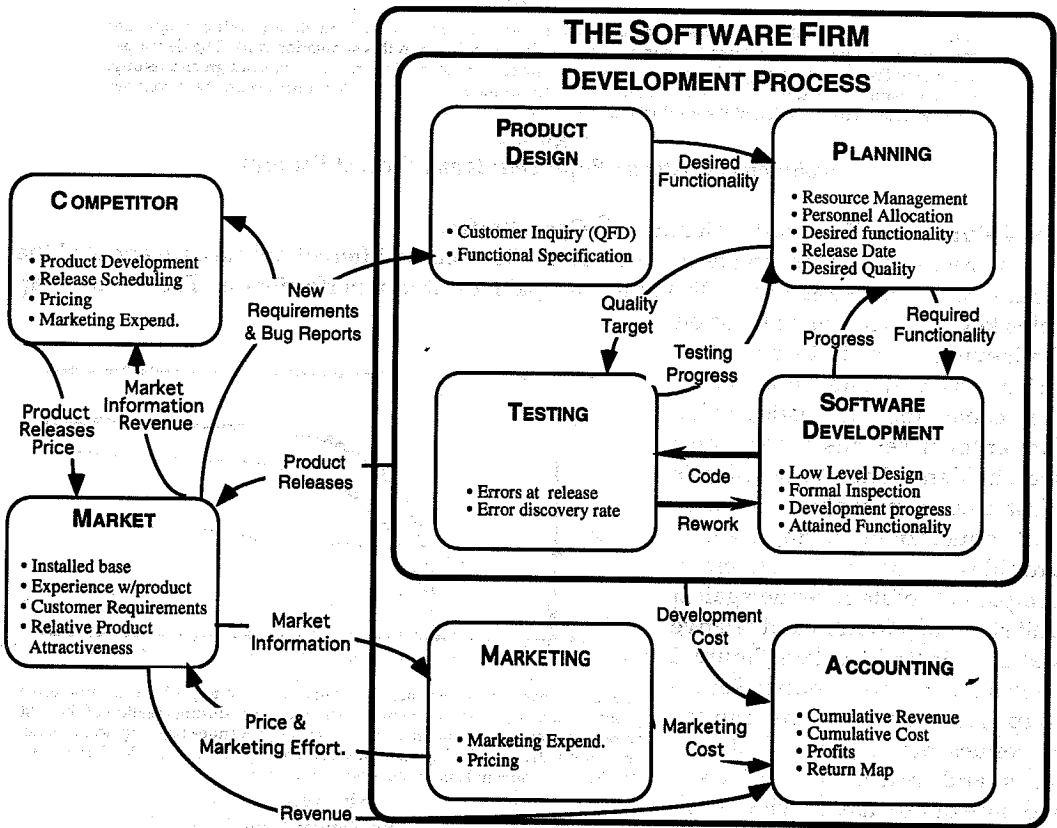 THE SOFTWARE FIRM
DEVELOPMENT PROCESS
PRODUCT
DESIGN
• Customer Inquiry (QFD)
• Functional Specification
Desired
Functionality
PLANNING
• Resource Management
• Personnel Allocation
• Desired functionality
• Release Date
• Desired Quality
COMPETITOR
• Product Development
• Release Scheduling
• Pricing
• Marketing Expend.
New
Requirements
& Bug Reports
Quality
Target
Testing
Progress
Progress
Required
Functionality
Product
Releases
Price
Market
Information
Revenue
Product
Releases
TESTING
• Errors at release
• Error discovery rate
Code
Rework
SOFTWARE
DEVELOPMENT
• Low Level Design
• Formal Inspection
• Development progress
• Attained Functionality
MARKET
• Installed base
• Experience w/product
• Customer Requirements
• Relative Product
Attractiveness
Market
Information
Price &
Marketing Effort.
MARKETING
• Marketing Expend.
• Pricing
Development
Cost
Marketing
Cost
ACCOUNTING
• Cumulative Revenue
• Cumulative Cost
• Profits
• Return Map
Revenue